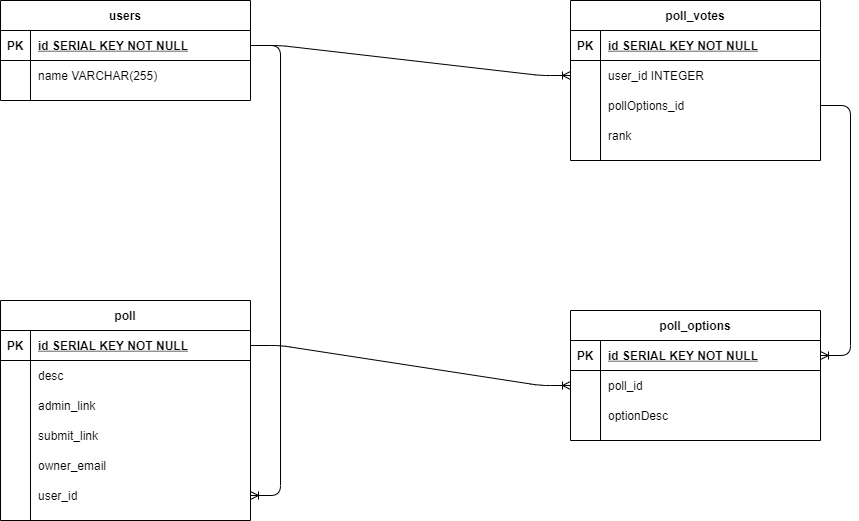 users
PK id SERIAL KEY NOT NULL
name VARCHAR(255)
poll_votes
PK id SERIAL KEY NOT NULL
user_id INTEGER
pollOptions_id
rank
poll
PK id SERIAL KEY NOT NULL
desc
admin_link
submit_link
owner_email
user_id
poll_options
PK id SERIAL KEY NOT NULL
poll_id
optionDesc